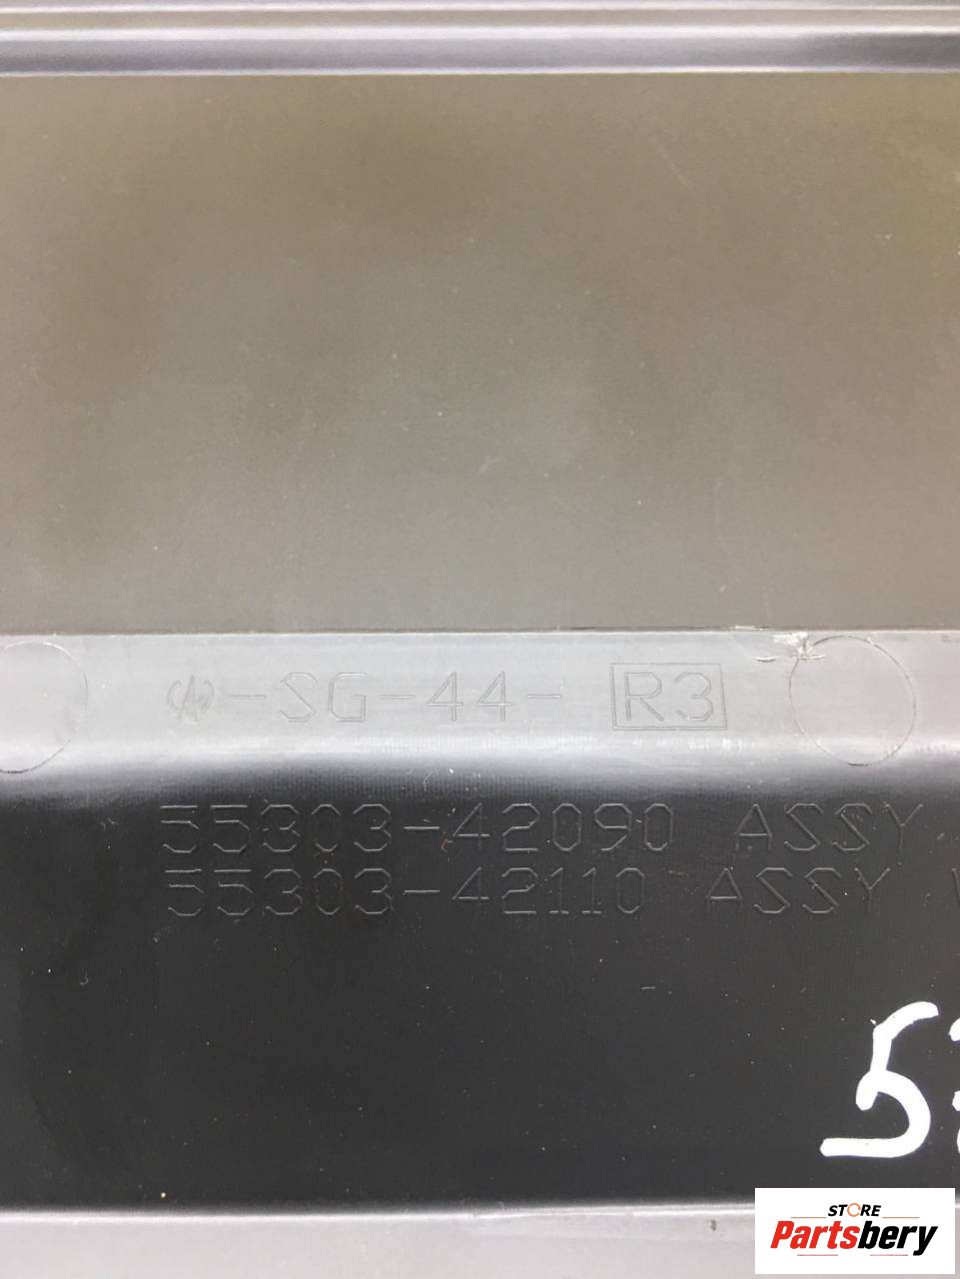 -SG-44- R3
55303-42090 ASSY
55303-42110 ASSY
STORE
Partsbery